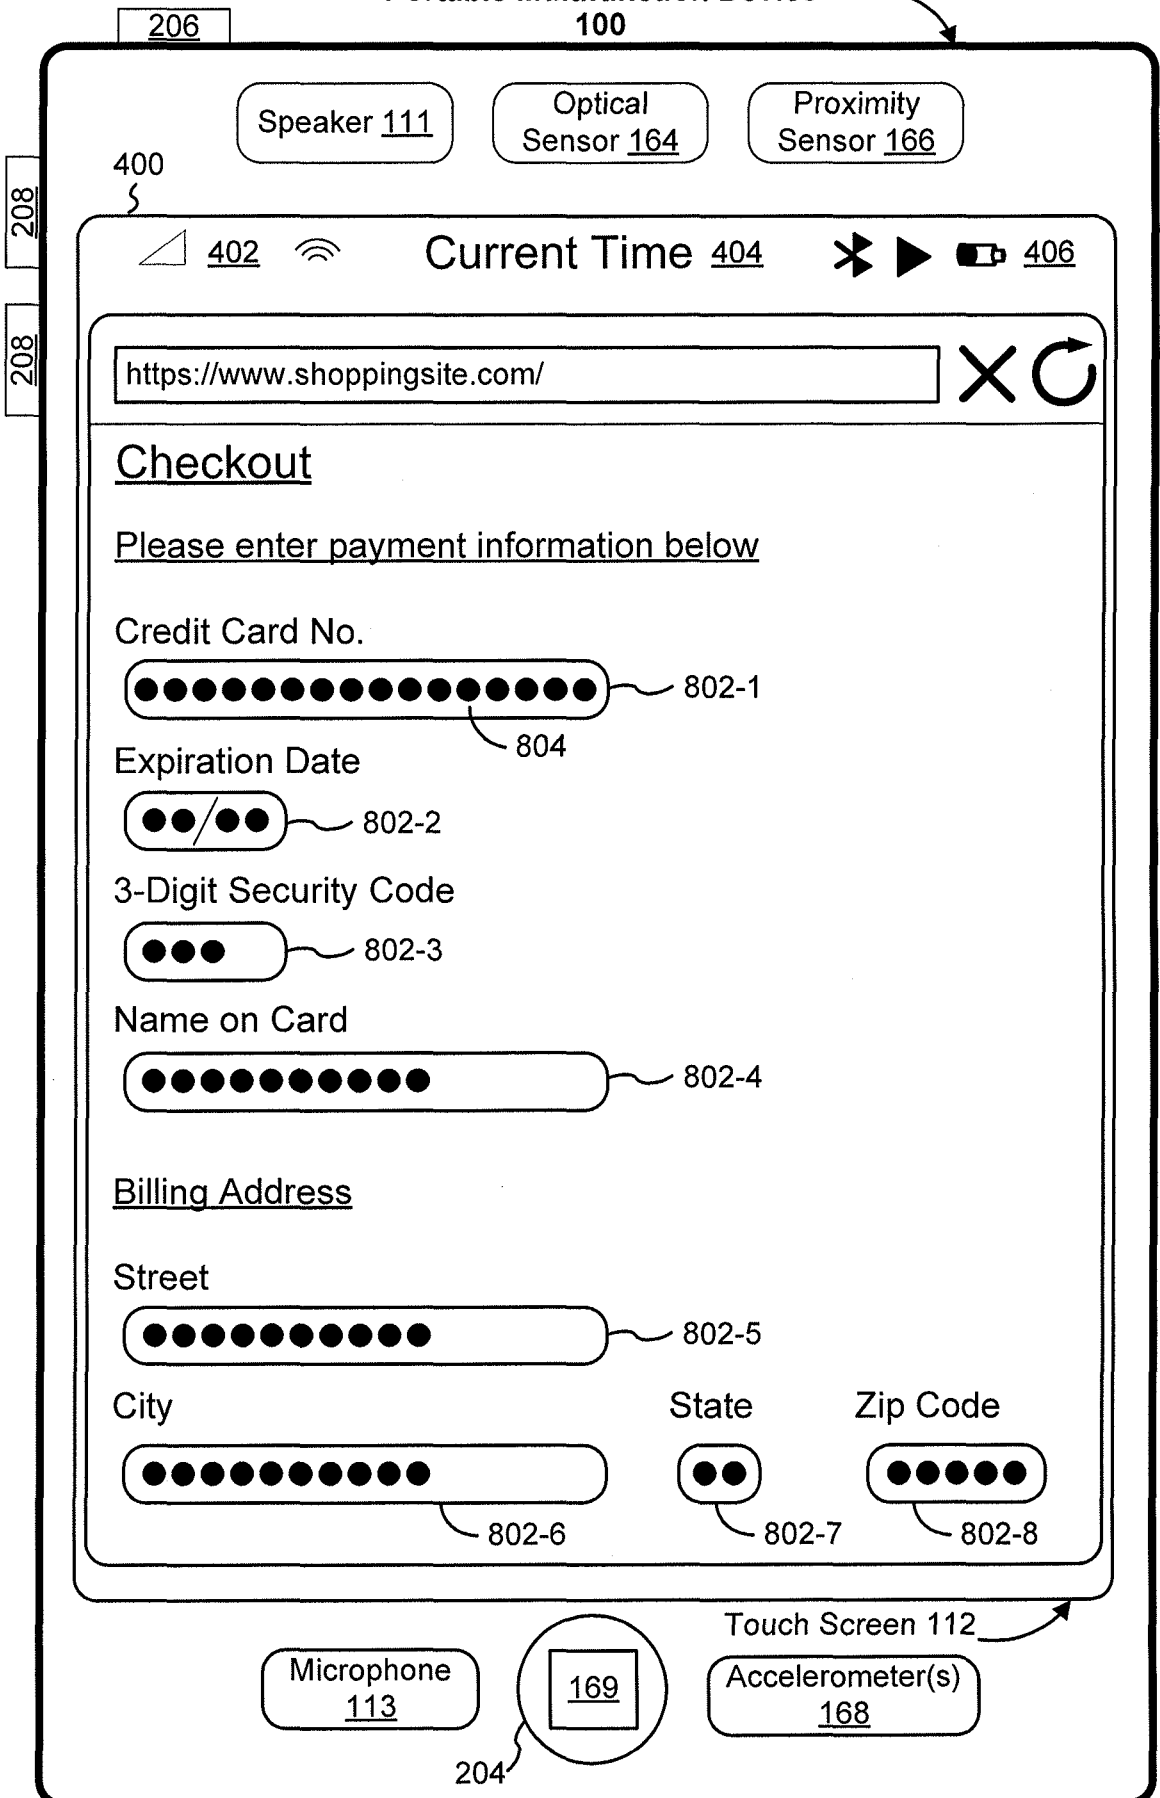 100
206
Speaker 111
Optical
Sensor 164
Proximity
Sensor 166
400
208
402 Current Time 404 406
208
https://www.shoppingsite.com/
Checkout
Please enter payment information below
Credit Card No.
802-1
804
Expiration Date
802-2
3-Digit Security Code
802-3
Name on Card
802-4
Billing Address
Street
802-5
City State Zip Code
802-6 802-7 802-8
Touch Screen 112
Microphone
113
169
Accelerometer(s)
168
204